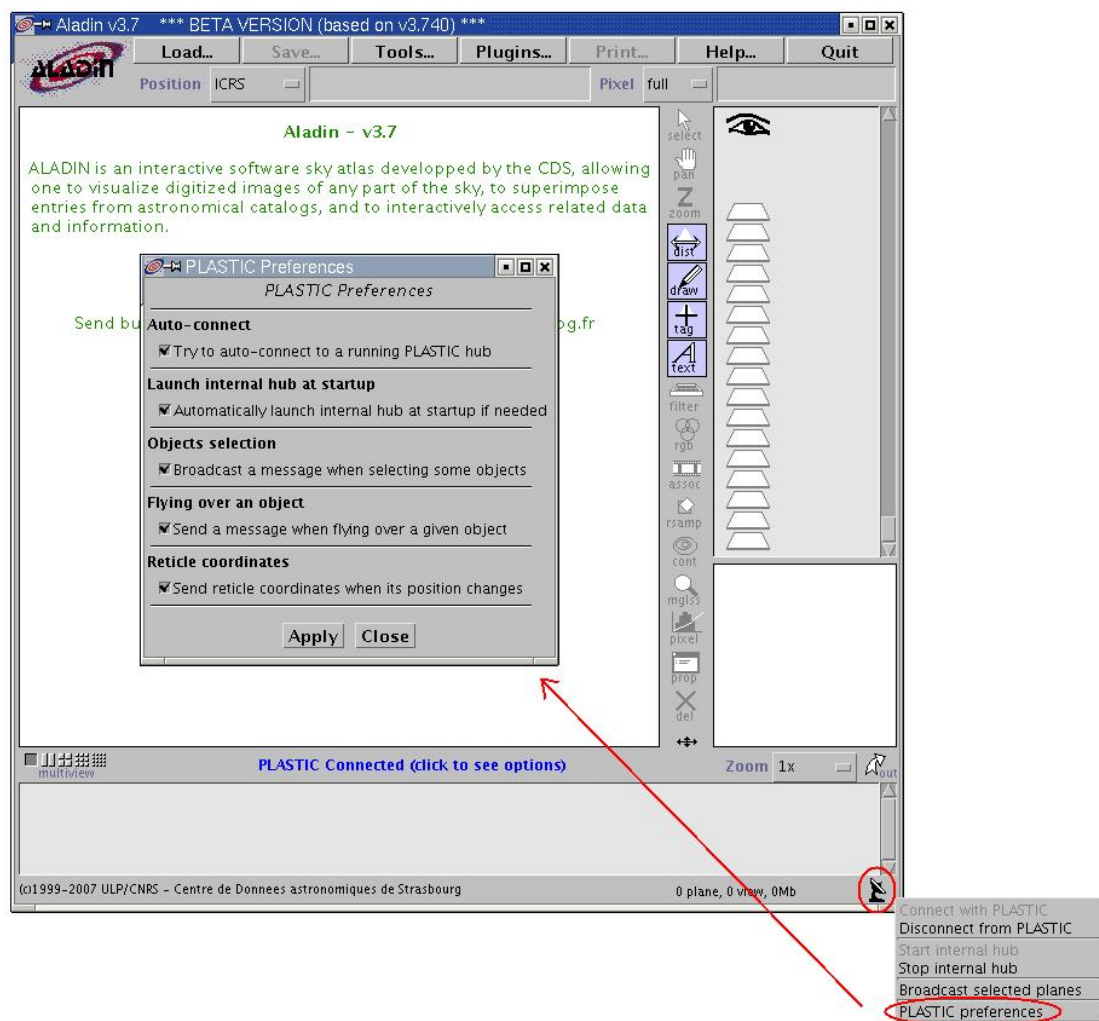 Aladin v3.7 *** BETA VERSION (based on v3.740) ***
ALADIN
Load... Save... Tools... Plugins... Print... Help... Quit
Position ICRS Pixel full
Aladin - v3.7
ALADIN is an interactive software sky atlas developped by the CDS, allowing
one to visualize digitized images of any part of the sky, to superimpose
entries from astronomical catalogs, and to interactively access related data
and information.
Send bu
og.fr
PLASTIC Preferences
PLASTIC Preferences
Auto-connect
Try to auto-connect to a running PLASTIC hub
Launch internal hub at startup
Automatically launch internal hub at startup if needed
Objects selection
Broadcast a message when selecting some objects
Flying over an object
Send a message when flying over a given object
Reticle coordinates
Send reticle coordinates when its position changes
Apply Close
select
pan
Z
zoom
dist
draw
tag
A
text
filter
rgb
assoc
rsamp
cont
mglss
pixel
prop
del
multiview
PLASTIC Connected (click to see options)
Zoom 1x
out
(c)1999-2007 ULP/CNRS - Centre de Donnees astronomiques de Strasbourg
0 plane, 0 view, 0Mb
Connect with PLASTIC
Disconnect from PLASTIC
Start internal hub
Stop internal hub
Broadcast selected planes
PLASTIC preferences